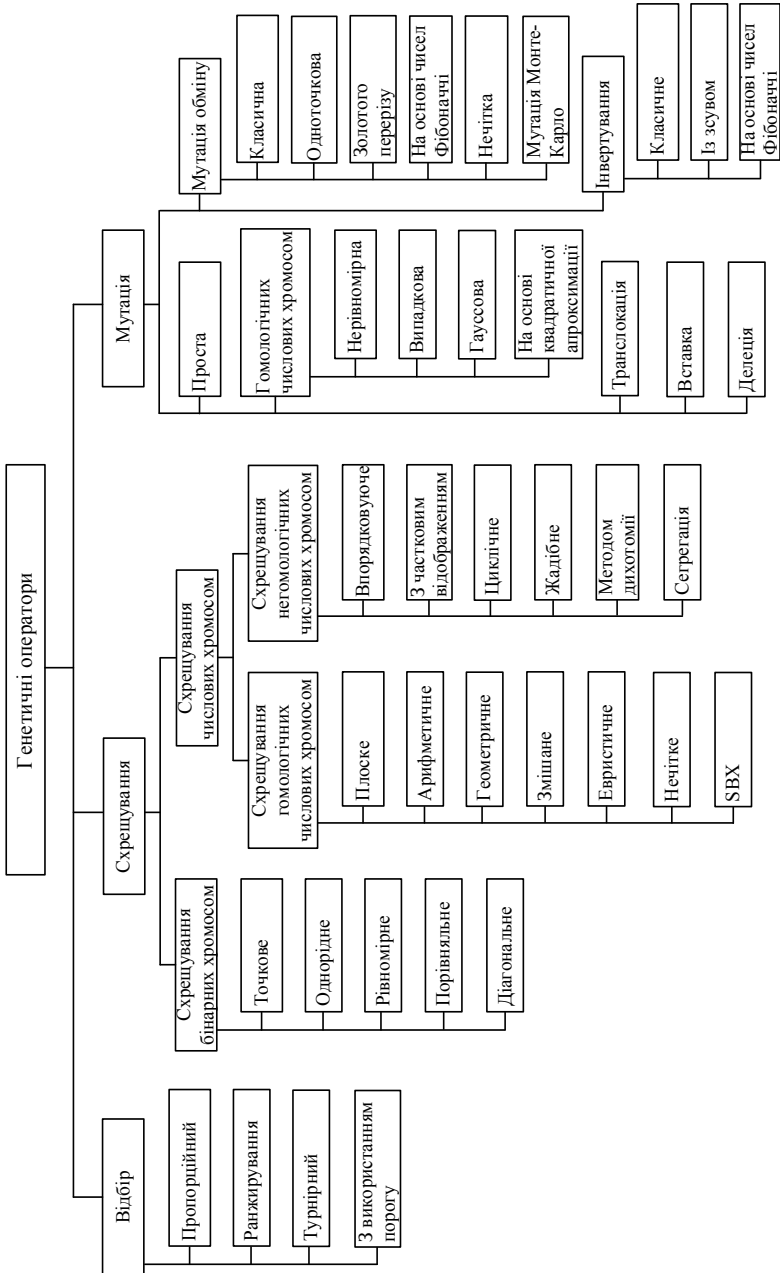 Генетичні оператори
Відбір
Пропорційний
Ранжирування
Турнірний
З використанням
порогу
Схрещування
Схрещування
бінарних хромосом
Точкове
Однорідне
Рівномірне
Порівняльне
Діагональне
Схрещування
числових хромосом
Схрещування
гомологічних
числових хромосом
Плоске
Арифметичне
Геометричне
Змішане
Евристичне
Нечітке
SBX
Схрещування
негомологічних
числових хромосом
Впорядковуюче
З частковим
відображенням
Циклічне
Жадібне
Методом
дихотомії
Сегрегація
Мутація
Проста
Гомологічних
числових хромосом
Нерівномірна
Випадкова
Гауссова
На основі
квадратичної
апроксимації
Транслокація
Вставка
Делеція
Мутація обміну
Класична
Одноточкова
Золотого
перерізу
На основі чисел
Фібоначчі
Нечітка
Мутація Монте-
Карло
Інвертування
Класичне
Із зсувом
На основі чисел
Фібоначчі